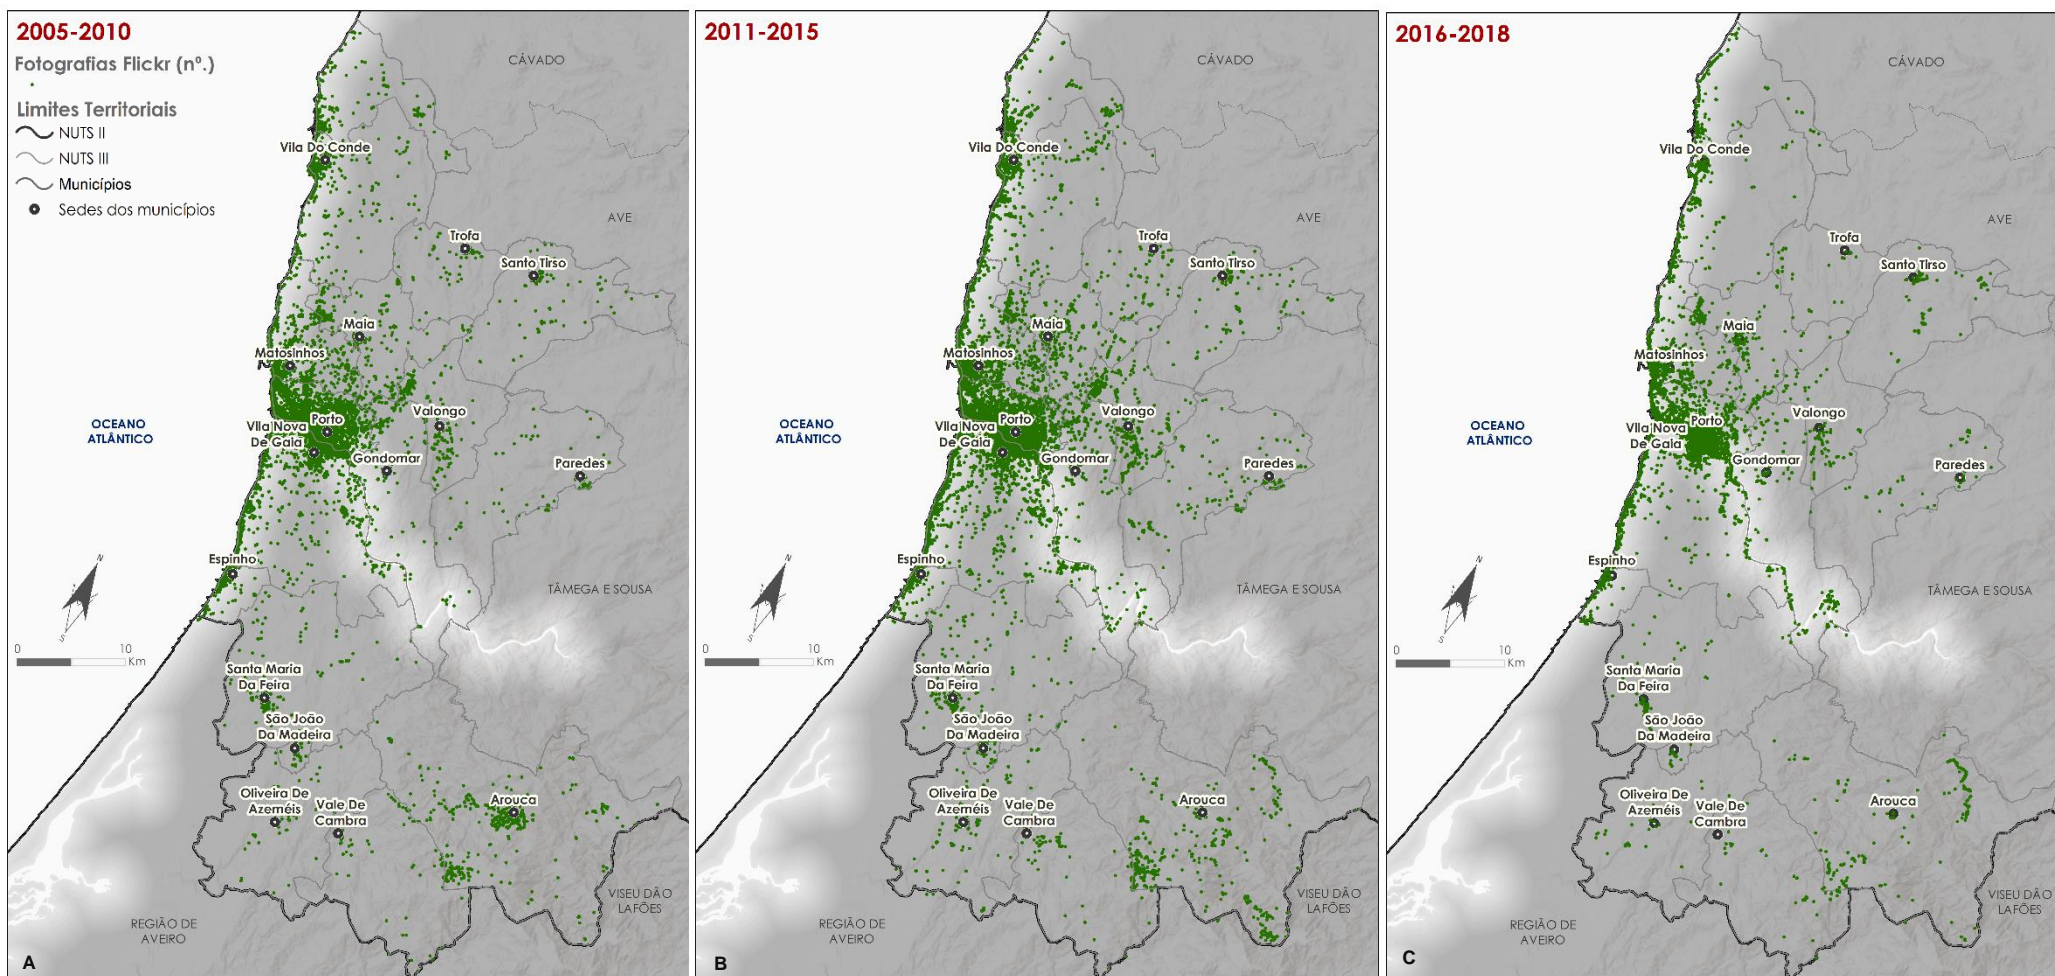 2005-2010
Fotografias Flickr (nº.)
Limites Territoriais
NUTS II
NUTS III
Municípios
Sedes dos municípios
CÁVADO
Vila Do Conde
AVE
Trofa
Santo Tirso
Maia
Matosinhos
OCEANO
ATLÂNTICO
Porto
Vila Nova
De Gaia
Valongo
Gondomar
Paredes
Espinho
N
S
TÂMEGA E SOUSA
0 10
Km
Santa Maria
Da Feira
São João
Da Madeira
Oliveira De
Azeméis
Vale De
Cambra
Arouca
VISEU DÃO
LAFÕES
REGIÃO DE
AVEIRO
A
2011-2015
CÁVADO
Vila Do Conde
AVE
Trofa
Santo Tirso
Maia
Matosinhos
OCEANO
ATLÂNTICO
Porto
Vila Nova
De Gaia
Valongo
Gondomar
Paredes
Espinho
N
S
TÂMEGA E SOUSA
0 10
Km
Santa Maria
Da Feira
São João
Da Madeira
Oliveira De
Azeméis
Vale De
Cambra
Arouca
VISEU DÃO
LAFÕES
REGIÃO DE
AVEIRO
B
2016-2018
CÁVADO
Vila Do Conde
AVE
Trofa
Santo Tirso
Maia
Matosinhos
OCEANO
ATLÂNTICO
Porto
Vila Nova
De Gaia
Valongo
Gondomar
Paredes
Espinho
N
S
TÂMEGA E SOUSA
0 10
Km
Santa Maria
Da Feira
São João
Da Madeira
Oliveira De
Azeméis
Vale De
Cambra
Arouca
VISEU DÃO
LAFÕES
REGIÃO DE
AVEIRO
C